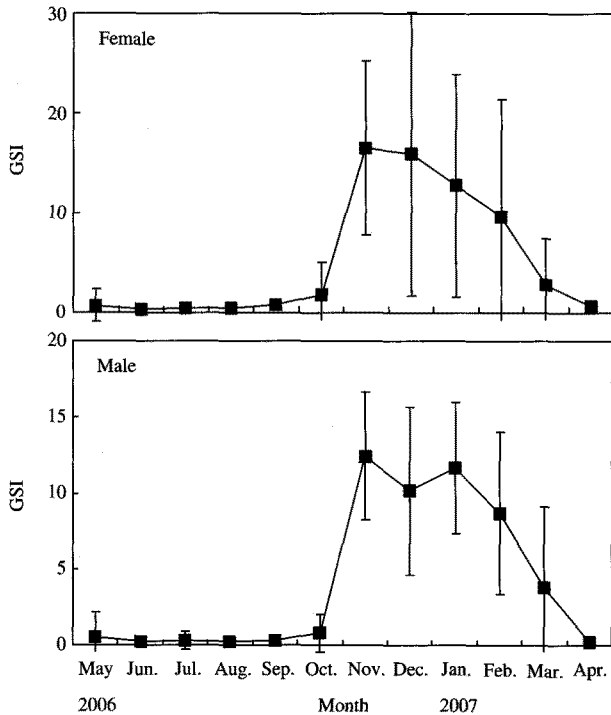 30
Female
20
GSI
10
0
20
Male
15
GSI
10
5
0
May Jun. Jul. Aug. Sep. Oct. Nov. Dec. Jan. Feb. Mar. Apr.
2006 Month 2007